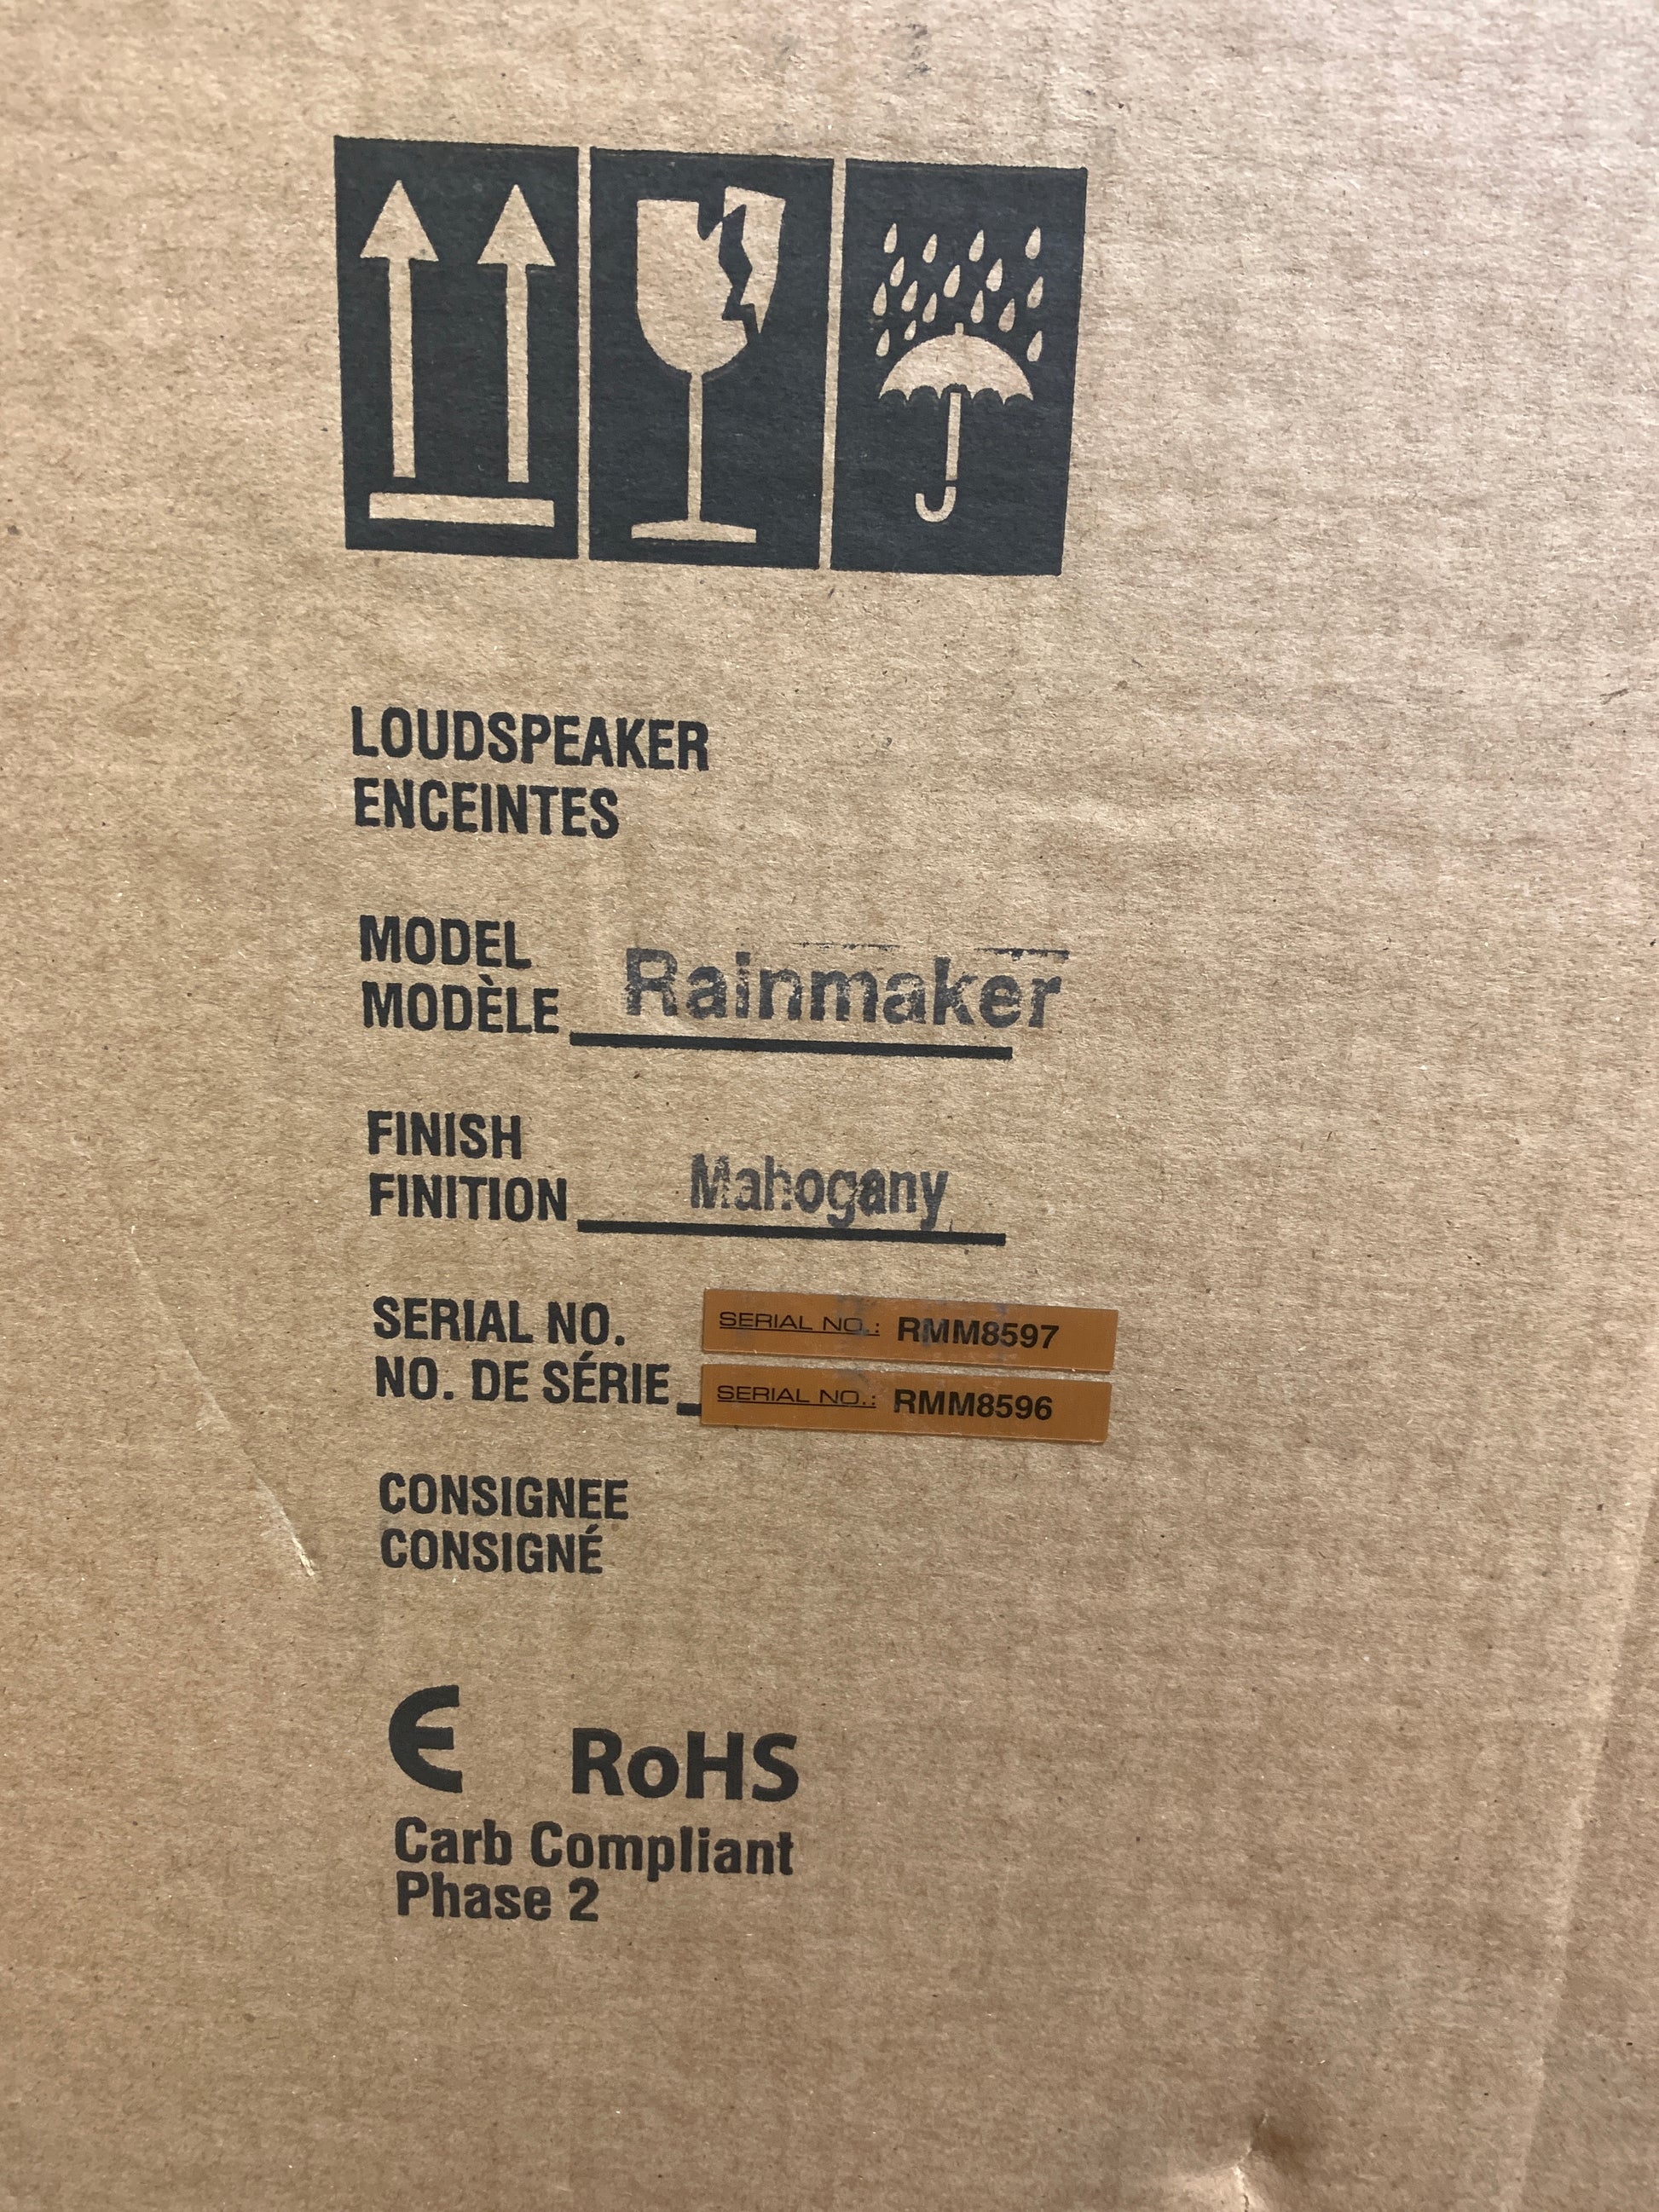 LOUDSPEAKER
ENCEINTES
MODEL
MODÈLE Rainmaker
FINISH
FINITION Mahogany
SERIAL NO. SERIAL NO.: RMM8597
NO. DE SÉRIE SERIAL NO.: RMM8596
CONSIGNEE
CONSIGNÉ
Є RoHS
Carb Compliant
Phase 2